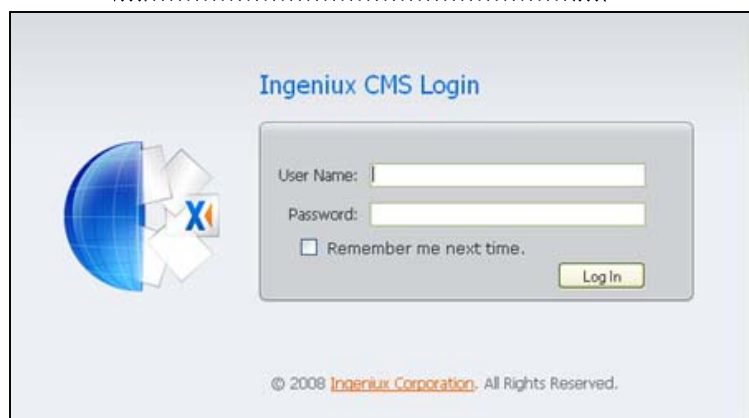 Ingeniux CMS Login
User Name:
X
Password:
Remember me next time.
Log In
© 2008 Ingeniux Corporation. All Rights Reserved.